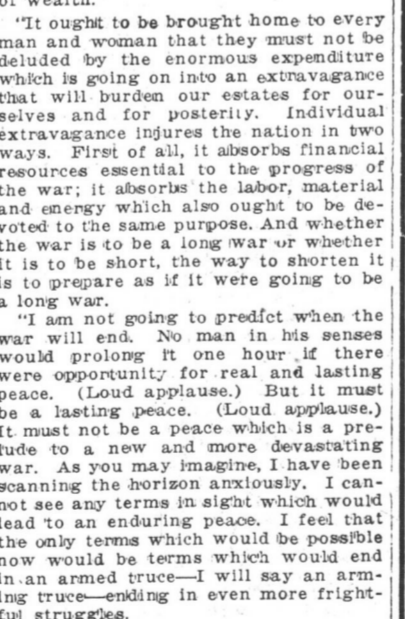 of wealth.
"It ought to be brought home to every
man and woman that they must not be
deluded by the enormous expenditure
which is going on into an extravagance
that will burden our estates for our-
selves and for posterity. Individual
extravagance injures the nation in two
ways. First of all, it absorbs financial
resources essential to the progress of
the war; it absorbs the labor, material
and energy which also ought to be de-
voted to the same purpose. And whether
the war is to be a long war or whether
it is to be short, the way to shorten it
is to prepare as if it were going to be
a long war.
"I am not going to predict when the
war will end. No man in his senses
would prolong it one hour if there
were opportunity for real and lasting
peace. (Loud applause.) But it must
be a lasting peace. (Loud applause.)
It must not be a peace which is a pre-
lude to a new and more devastating
war. As you may imagine, I have been
scanning the horizon anxiously. I can-
not see any terms in sight which would
lead to an enduring peace. I feel that
the only terms which would be possible
now would be terms which would end
in an armed truce—I will say an arm-
ing truce—ending in even more fright-
ful struggles.